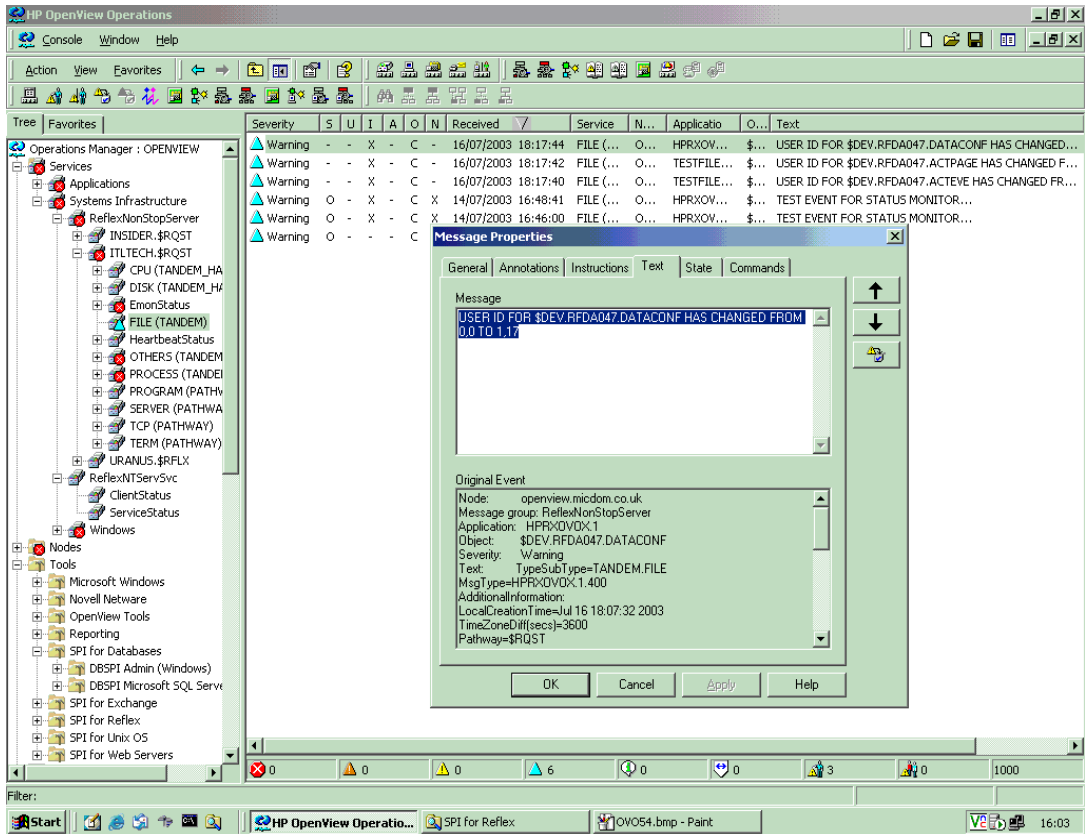 HP OpenView Operations
Console Window Help
Action View Favorites
Tree Favorites
Operations Manager : OPENVIEW
Services
Applications
Systems Infrastructure
ReflexNonStopServer
INSIDER.$RQST
ITLTECH.$RQST
CPU (TANDEM_HA
DISK (TANDEM_HA
EmonStatus
FILE (TANDEM)
HeartbeatStatus
OTHERS (TANDEM
PROCESS (TANDEM
PROGRAM (PATHW
SERVER (PATHWA
TCP (PATHWAY)
TERM (PATHWAY)
URANUS.$RFLX
ReflexNTServSvc
ClientStatus
ServiceStatus
Windows
Nodes
Tools
Microsoft Windows
Novell Netware
OpenView Tools
Reporting
SPI for Databases
DBSPI Admin (Windows)
DBSPI Microsoft SQL Serve
SPI for Exchange
SPI for Reflex
SPI for Unix OS
SPI for Web Servers
Severity S U I A O N Received Service N... Applicatio O... Text
Warning - - X - C - 16/07/2003 18:17:44 FILE (... O... HPRXOV... $... USER ID FOR $DEV.RFDA047.DATACONF HAS CHANGED...
Warning - - X - C - 16/07/2003 18:17:42 FILE (... O... TESTFILE... $... USER ID FOR $DEV.RFDA047.ACTPAGE HAS CHANGED F...
Warning - - X - C - 16/07/2003 18:17:40 FILE (... O... TESTFILE... $... USER ID FOR $DEV.RFDA047.ACTEVE HAS CHANGED FR...
Warning O - X - C X 14/07/2003 16:48:41 FILE (... O... HPRXOV... $... TEST EVENT FOR STATUS MONITOR...
Warning O - X - C X 14/07/2003 16:46:00 FILE (... O... HPRXOV... $... TEST EVENT FOR STATUS MONITOR...
Warning O - - - C
Message Properties
General Annotations Instructions Text State Commands
Message
USER ID FOR $DEV.RFDA047.DATACONF HAS CHANGED FROM
0,0 TO 1,17
Original Event
Node: openview.micdom.co.uk
Message group: ReflexNonStopServer
Application: HPRXOVOX.1
Object: $DEV.RFDA047.DATACONF
Severity: Warning
Text: TypeSubType=TANDEM.FILE
MsgType=HPRXOVOX.1.400
AdditionalInformation:
LocalCreationTime=Jul 16 18:07:32 2003
TimeZoneDiff(secs)=3600
Pathway=$RQST
OK Cancel Apply Help
0 0 0 6 0 0 3 0 1000
Filter:
Start HP OpenView Operatio... SPI for Reflex OVO54.bmp - Paint 16:03